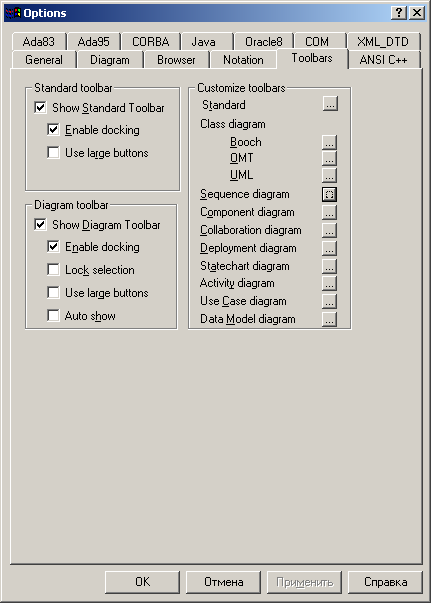 Options
Ada83 Ada95 CORBA Java Oracle8 COM XML_DTD
General Diagram Browser Notation Toolbars ANSI C++
Standard toolbar
Show Standard Toolbar
Enable docking
Use large buttons
Diagram toolbar
Show Diagram Toolbar
Enable docking
Lock selection
Use large buttons
Auto show
Customize toolbars
Standard ...
Class diagram
Booch ...
OMT ...
UML ...
Sequence diagram ...
Component diagram ...
Collaboration diagram ...
Deployment diagram ...
Statechart diagram ...
Activity diagram ...
Use Case diagram ...
Data Model diagram ...
OK Отмена Применить Справка